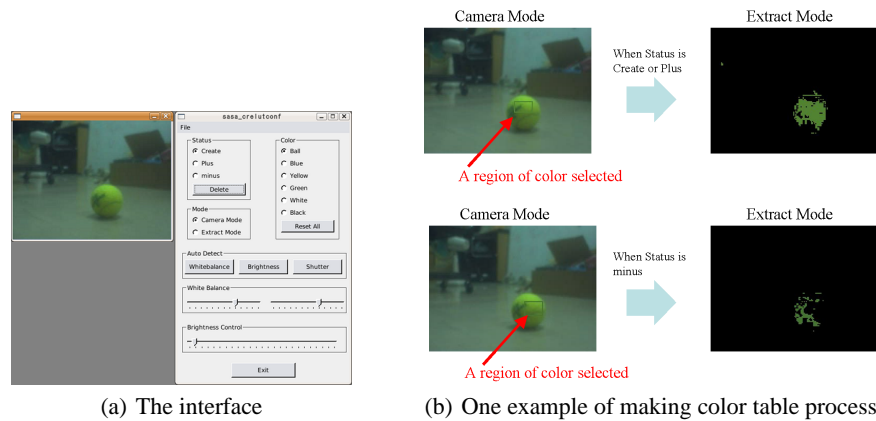 sasa_crelutconf
File
Status
Create
Plus
minus
Delete
Mode
Camera Mode
Extract Mode
Color
Ball
Blue
Yellow
Green
White
Black
Reset All
Auto Detect
Whitebalance
Brightness
Shutter
White Balance
Brightness Control
Exit
(a) The interface
Camera Mode
When Status is
Create or Plus
Extract Mode
A region of color selected
Camera Mode
When Status is
minus
Extract Mode
A region of color selected
(b) One example of making color table process